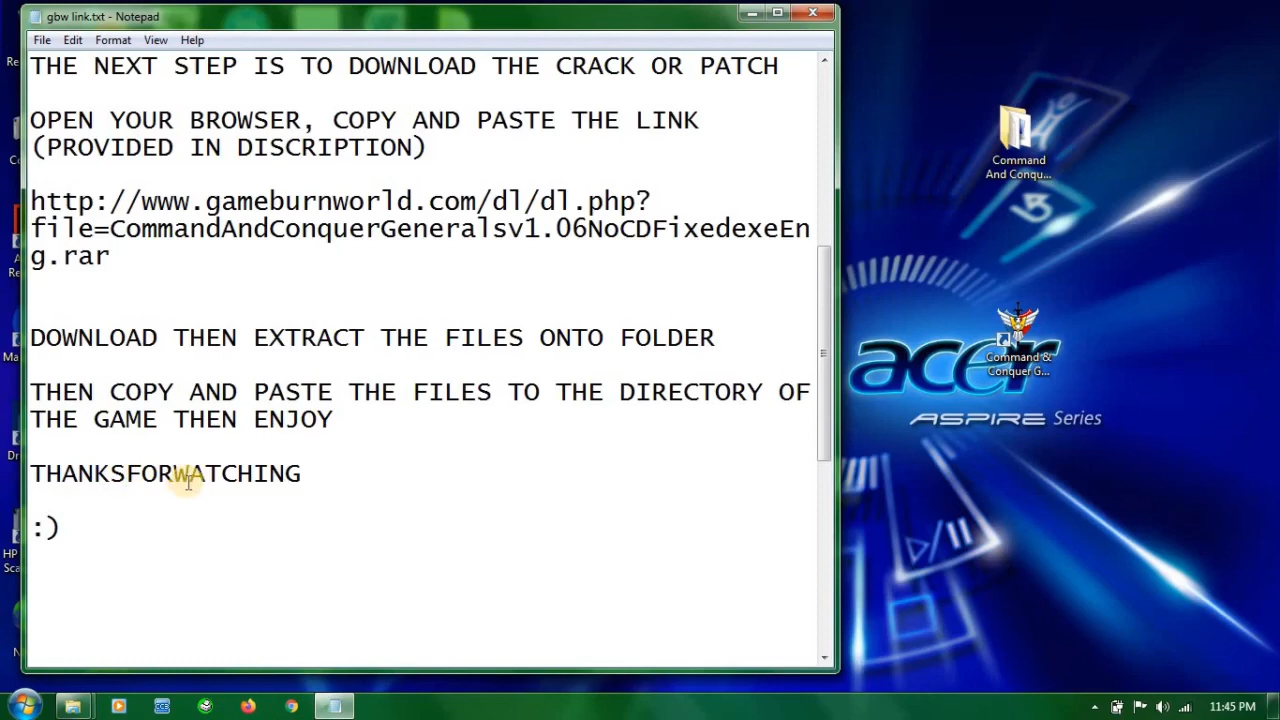 gbw link.txt - Notepad
File Edit Format View Help
THE NEXT STEP IS TO DOWNLOAD THE CRACK OR PATCH
OPEN YOUR BROWSER, COPY AND PASTE THE LINK
(PROVIDED IN DISCRIPTION)
http://www.gameburnworld.com/dl/dl.php?
file=CommandAndConquerGeneralsv1.06NoCDFixedexeEn
g.rar
DOWNLOAD THEN EXTRACT THE FILES ONTO FOLDER
THEN COPY AND PASTE THE FILES TO THE DIRECTORY OF
THE GAME THEN ENJOY
THANKSFORWATCHING
:)
Command
And Conqu...
Command &
Conquer G...
acer
ASPIRE Series
HP
Sca
11:45 PM